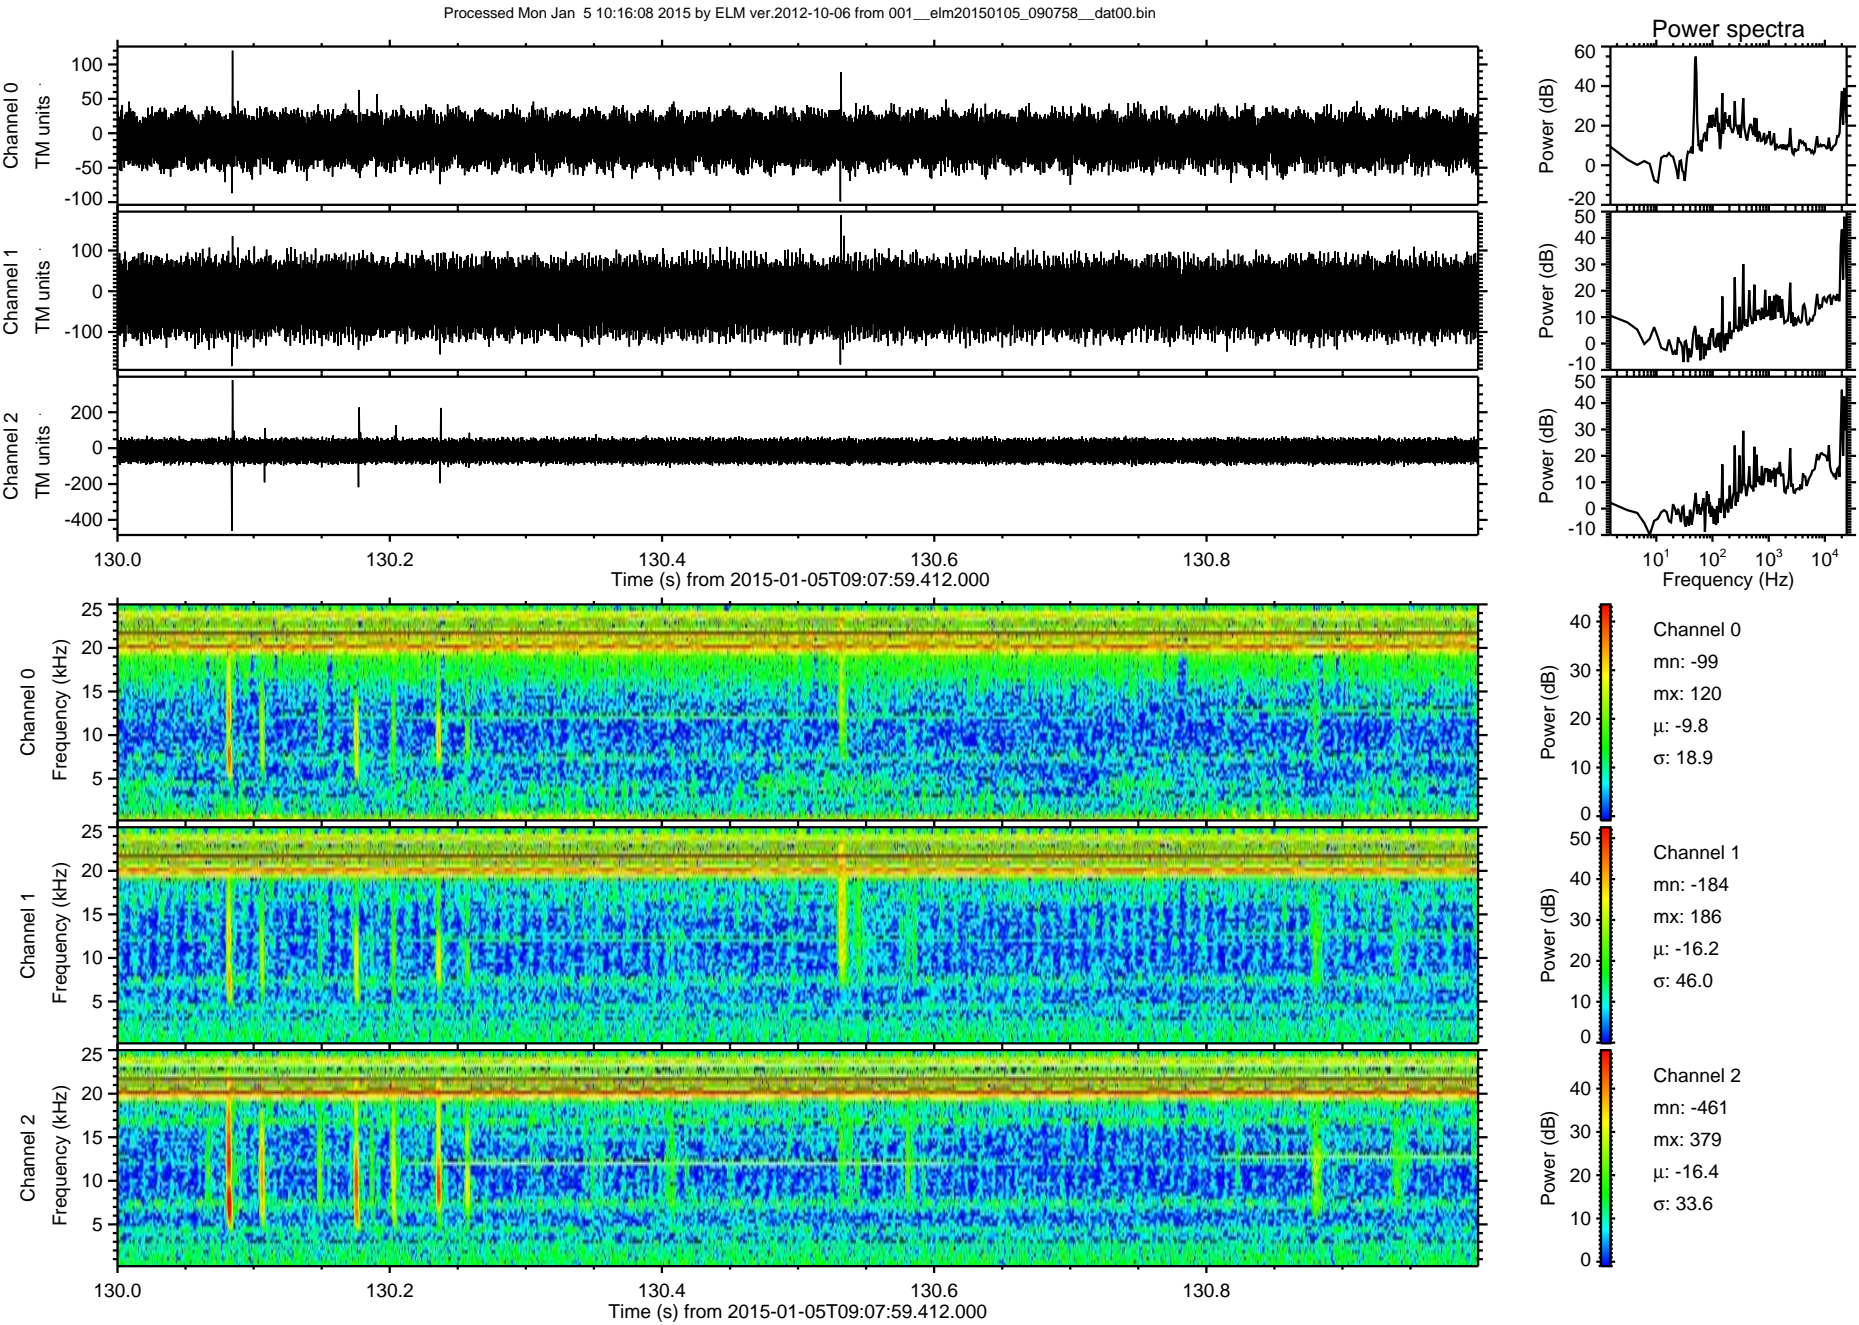 Processed Mon Jan 5 10:16:08 2015 by ELM ver.2012-10-06 from 001__elm20150105_090758__dat00.bin
Power spectra
Channel 0
TM units
100
50
0
-50
-100
Power (dB)
60
40
20
0
-20
Channel 1
TM units
100
0
-100
Power (dB)
50
40
30
20
10
0
-10
Channel 2
TM units
200
0
-200
-400
Power (dB)
50
40
30
20
10
0
-10
130.0 130.2 130.4 130.6 130.8
Time (s) from 2015-01-05T09:07:59.412.000
10¹ 10² 10³ 10⁴
Frequency (Hz)
Channel 0
Frequency (kHz)
25
20
15
10
5
Power (dB)
40
30
20
10
0
Channel 0
mn: -99
mx: 120
μ: -9.8
σ: 18.9
Channel 1
Frequency (kHz)
25
20
15
10
5
Power (dB)
50
40
30
20
10
0
Channel 1
mn: -184
mx: 186
μ: -16.2
σ: 46.0
Channel 2
Frequency (kHz)
25
20
15
10
5
Power (dB)
40
30
20
10
0
Channel 2
mn: -461
mx: 379
μ: -16.4
σ: 33.6
130.0 130.2 130.4 130.6 130.8
Time (s) from 2015-01-05T09:07:59.412.000